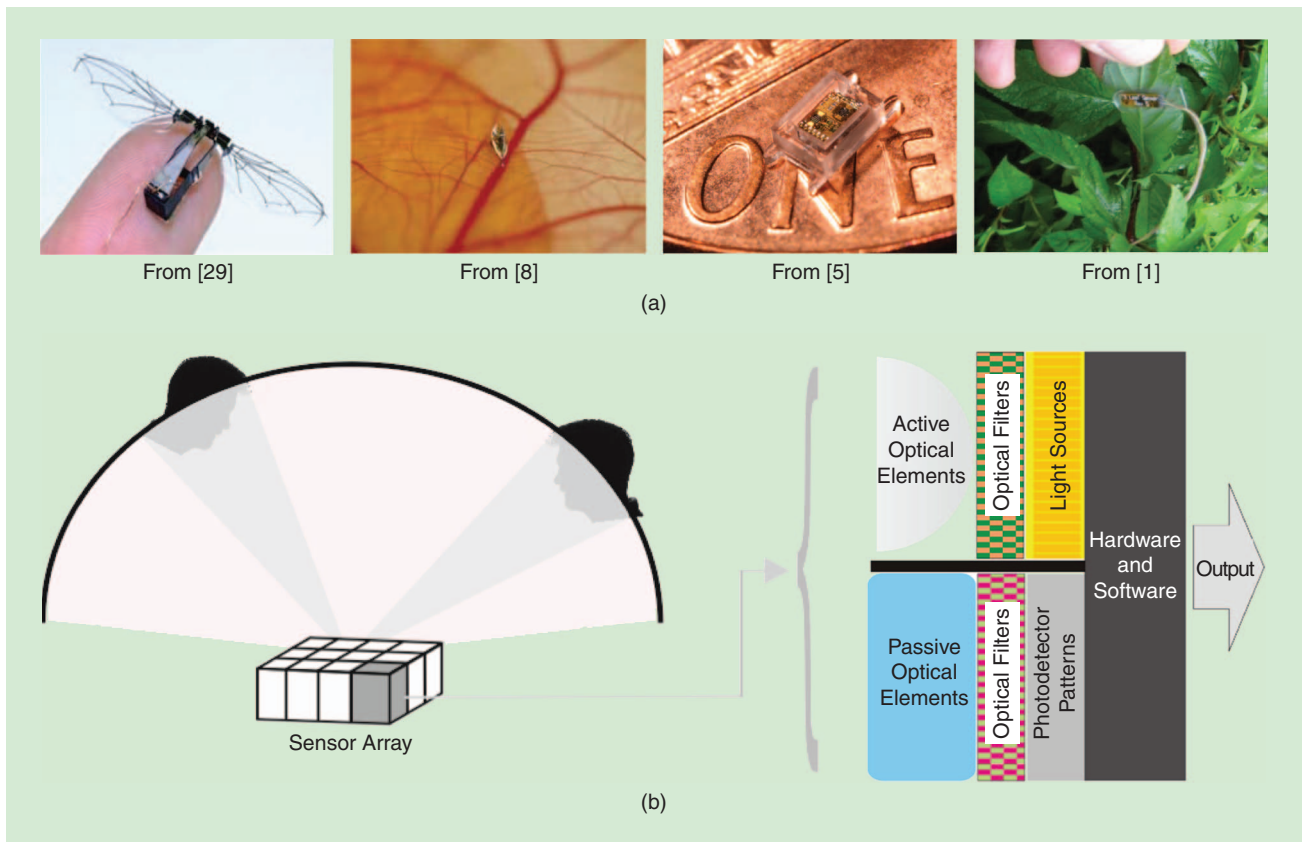 ONE
From [29]
From [8]
From [5]
From [1]
(a)
Sensor Array
Active
Optical
Elements
Optical Filters
Light Sources
Passive
Optical
Elements
Optical Filters
Photodetector
Patterns
Hardware
and
Software
Output
(b)